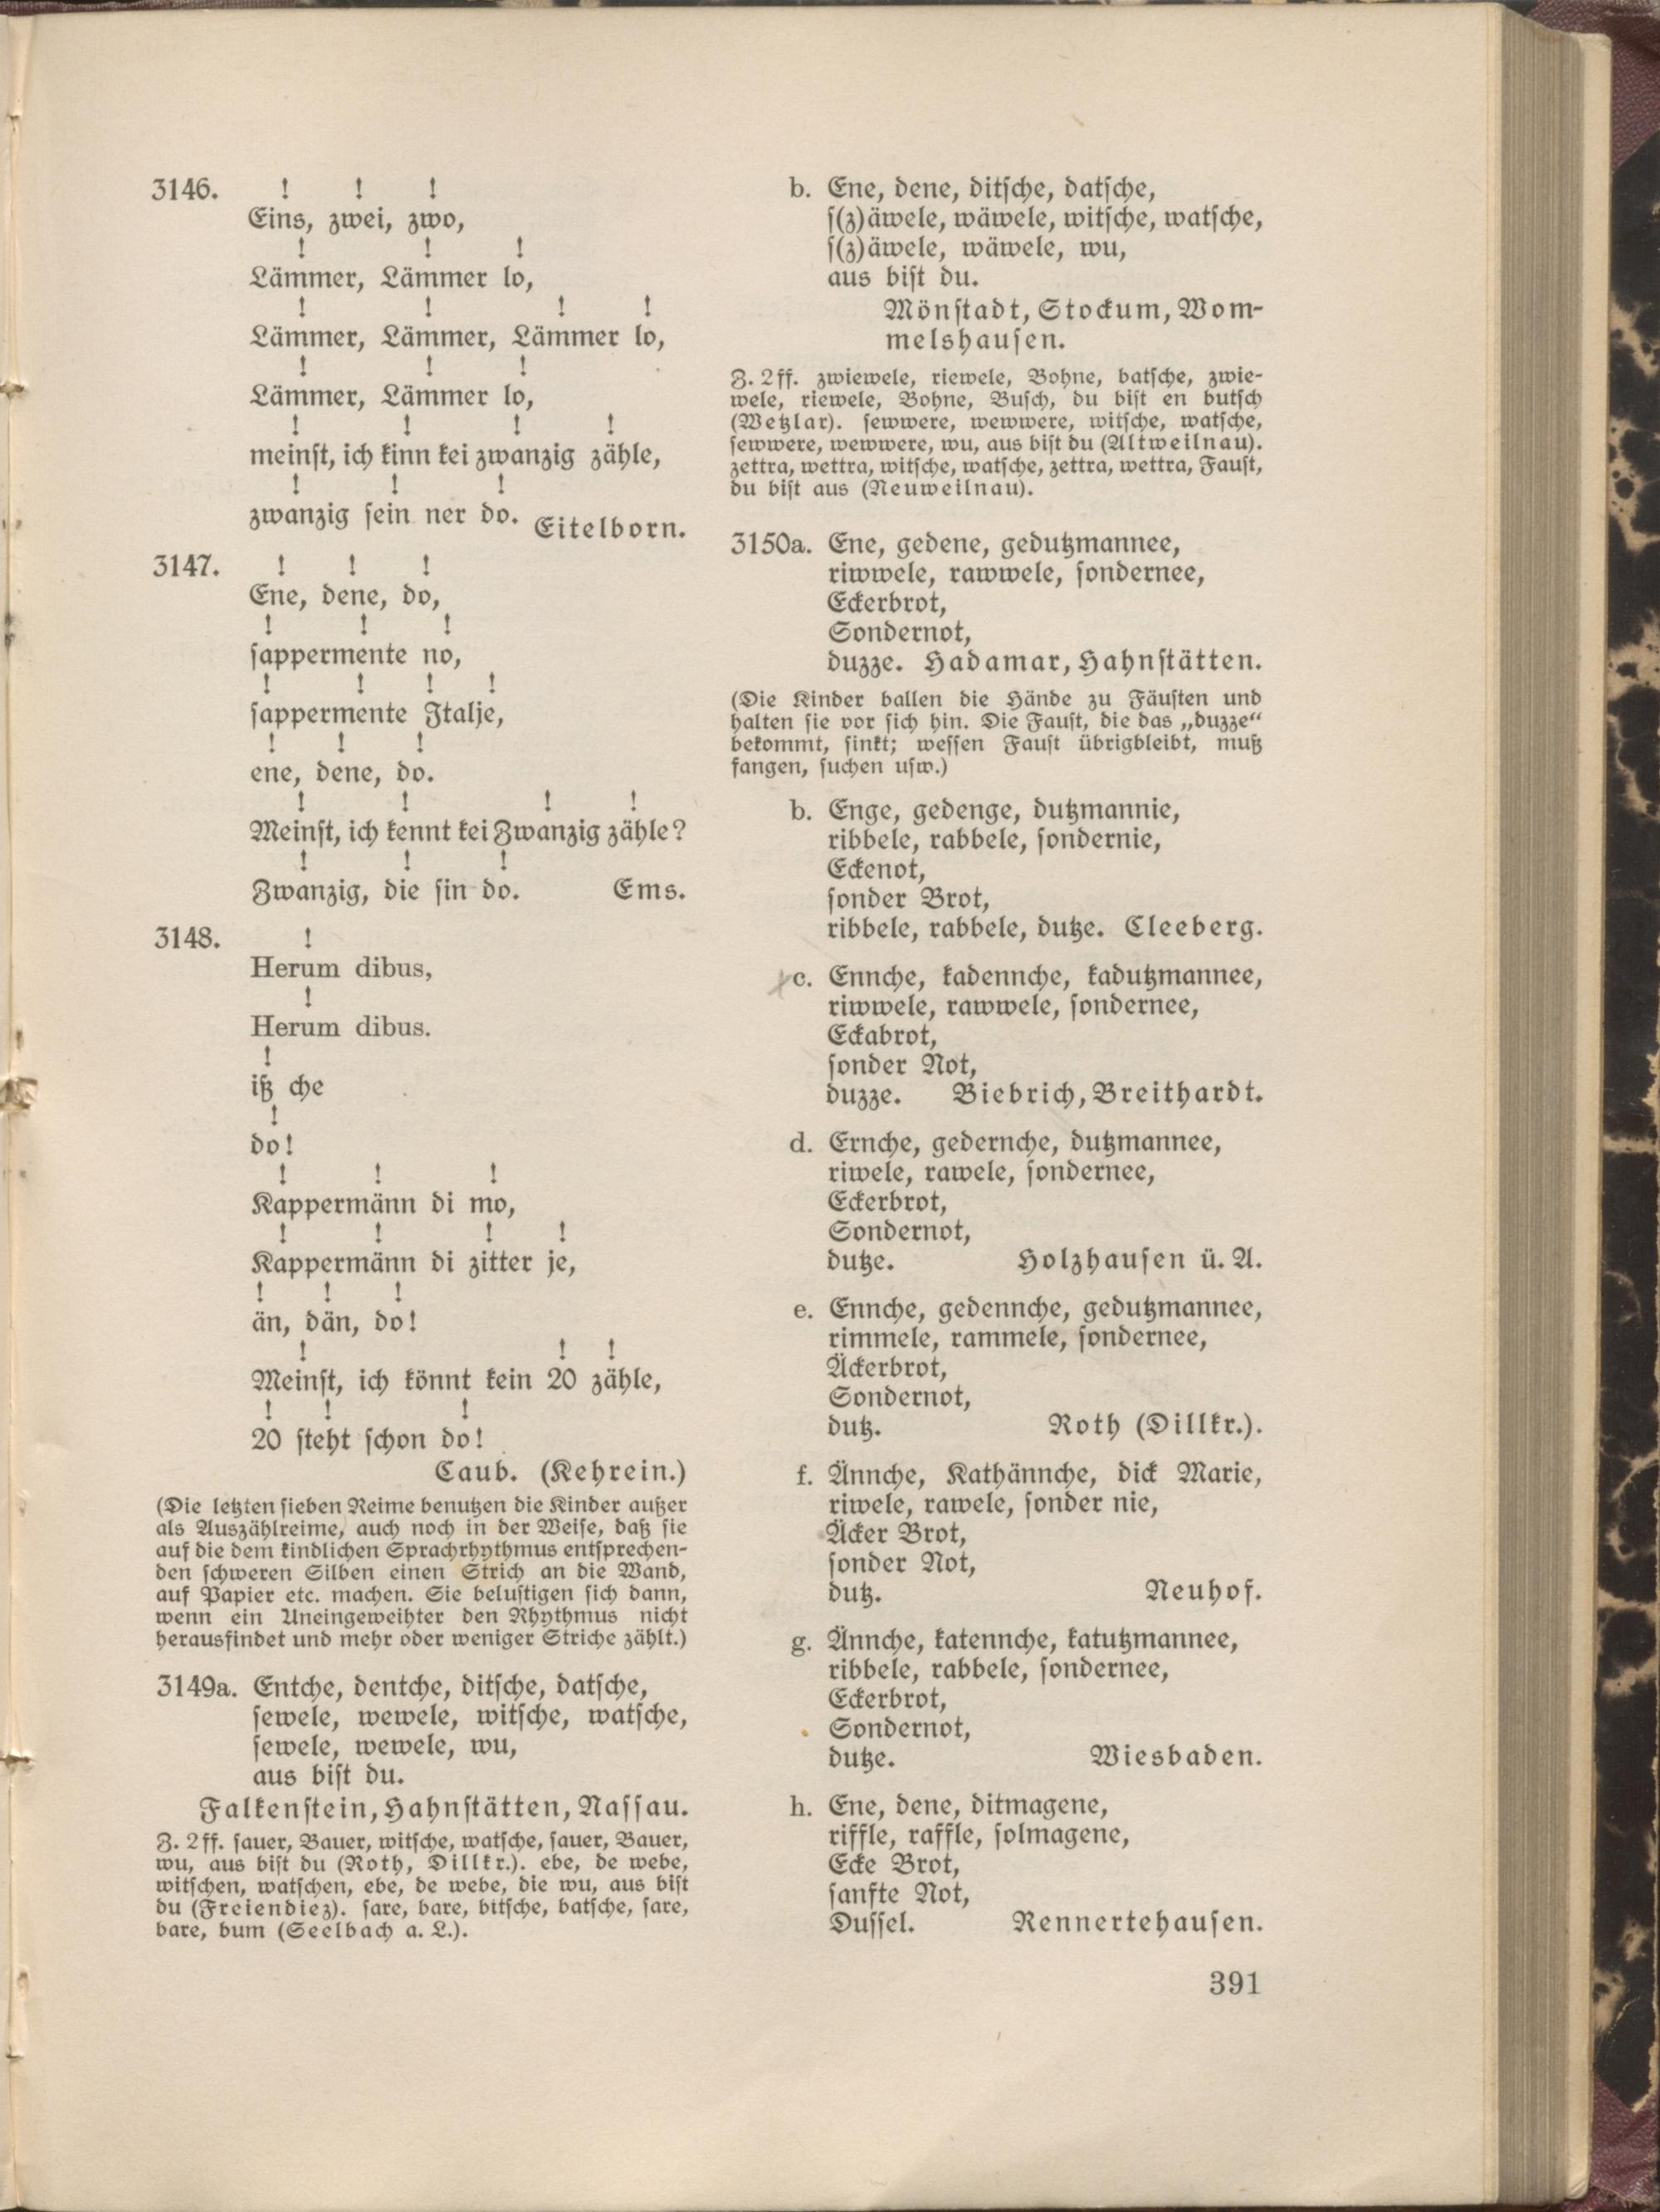 3146. ! ! !
Eins, zwei, zwo,
! ! !
Lämmer, Lämmer lo,
! ! ! !
Lämmer, Lämmer, Lämmer lo,
! ! !
Lämmer, Lämmer lo,
! ! ! !
meinſt, ich kinn kei zwanzig zähle,
! ! !
zwanzig ſein ner do. Eitelborn.
3147. ! ! !
Ene, dene, do,
! ! !
ſappermente no,
! ! ! !
ſappermente Italje,
! ! !
ene, dene, do.
! ! ! !
Meinſt, ich kennt kei Zwanzig zähle?
! ! !
Zwanzig, die ſin do. Ems.
3148. !
Herum dibus,
!
Herum dibus.
!
iß che
!
do!
! ! !
Kappermänn di mo,
! ! ! !
Kappermänn di zitter je,
! ! !
än, dän, do!
! ! !
Meinſt, ich könnt kein 20 zähle,
! ! !
20 ſteht ſchon do!
Caub. (Kehrein.)
(Die letzten ſieben Reime benutzen die Kinder außer
als Auszählreime, auch noch in der Weiſe, daß ſie
auf die dem kindlichen Sprachrhythmus entſprechen-
den ſchweren Silben einen Strich an die Wand,
auf Papier etc. machen. Sie beluſtigen ſich dann,
wenn ein Uneingeweihter den Rhythmus nicht
herausfindet und mehr oder weniger Striche zählt.)
3149a. Entche, dentche, ditſche, datſche,
ſewele, wewele, witſche, watſche,
ſewele, wewele, wu,
aus biſt du.
Falkenſtein, Hahnſtätten, Naſſau.
Z. 2ff. ſauer, Bauer, witſche, watſche, ſauer, Bauer,
wu, aus biſt du (Roth, Dillkr.). ebe, de webe,
witſchen, watſchen, ebe, de webe, die wu, aus biſt
du (Freiendiez). ſare, bare, bitſche, batſche, ſare,
bare, bum (Seelbach a. L.).
b. Ene, dene, ditſche, datſche,
ſ(z)äwele, wäwele, witſche, watſche,
ſ(z)äwele, wäwele, wu,
aus biſt du.
Mönſtadt, Stockum, Wom-
melshauſen.
Z. 2ff. zwiewele, riewele, Bohne, batſche, zwie-
wele, riewele, Bohne, Buſch, du biſt en butſch
(Wetzlar). ſewwere, wewwere, witſche, watſche,
ſewwere, wewwere, wu, aus biſt du (Altweilnau).
zettra, wettra, witſche, watſche, zettra, wettra, Fauſt,
du biſt aus (Neuweilnau).
3150a. Ene, gedene, gedutzmannee,
riwwele, rawwele, ſondernee,
Eckerbrot,
Sondernot,
duzze. Hadamar, Hahnſtätten.
(Die Kinder ballen die Hände zu Fäuſten und
halten ſie vor ſich hin. Die Fauſt, die das „duzze“
bekommt, ſinkt; weſſen Fauſt übrigbleibt, muß
fangen, ſuchen uſw.)
b. Enge, gedenge, dutzmannie,
ribbele, rabbele, ſondernie,
Eckenot,
ſonder Brot,
ribbele, rabbele, dutze. Cleeberg.
c. Ennche, kadennche, kadutzmannee,
riwwele, rawwele, ſondernee,
Eckabrot,
ſonder Not,
duzze. Biebrich, Breithardt.
d. Ernche, gedernche, dutzmannee,
riwele, rawele, ſondernee,
Eckerbrot,
Sondernot,
dutze. Holzhauſen ü. A.
e. Ennche, gedennche, gedutzmannee,
rimmele, rammele, ſondernee,
Äckerbrot,
Sondernot,
dutz. Roth (Dillkr.).
f. Ännche, Kathännche, dick Marie,
riwele, rawele, ſonder nie,
Äcker Brot,
ſonder Not,
dutz. Neuhof.
g. Ännche, katennche, katutzmannee,
ribbele, rabbele, ſondernee,
Eckerbrot,
Sondernot,
dutze. Wiesbaden.
h. Ene, dene, ditmagene,
riffle, raffle, ſolmagene,
Ecke Brot,
ſanfte Not,
Duſſel. Rennertehauſen.
391